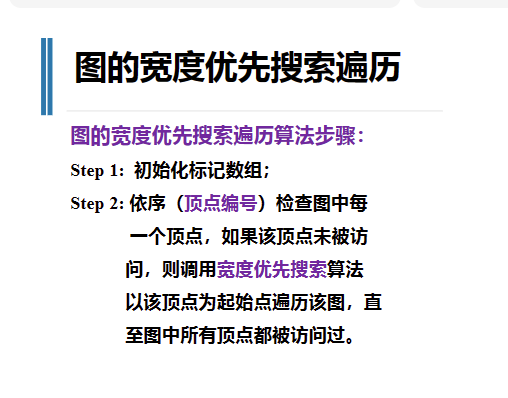 图的宽度优先搜索遍历
图的宽度优先搜索遍历算法步骤：
Step 1: 初始化标记数组；
Step 2: 依序（顶点编号）检查图中每
一个顶点，如果该顶点未被访
问，则调用宽度优先搜索算法
以该顶点为起始点遍历该图，直
至图中所有顶点都被访问过。